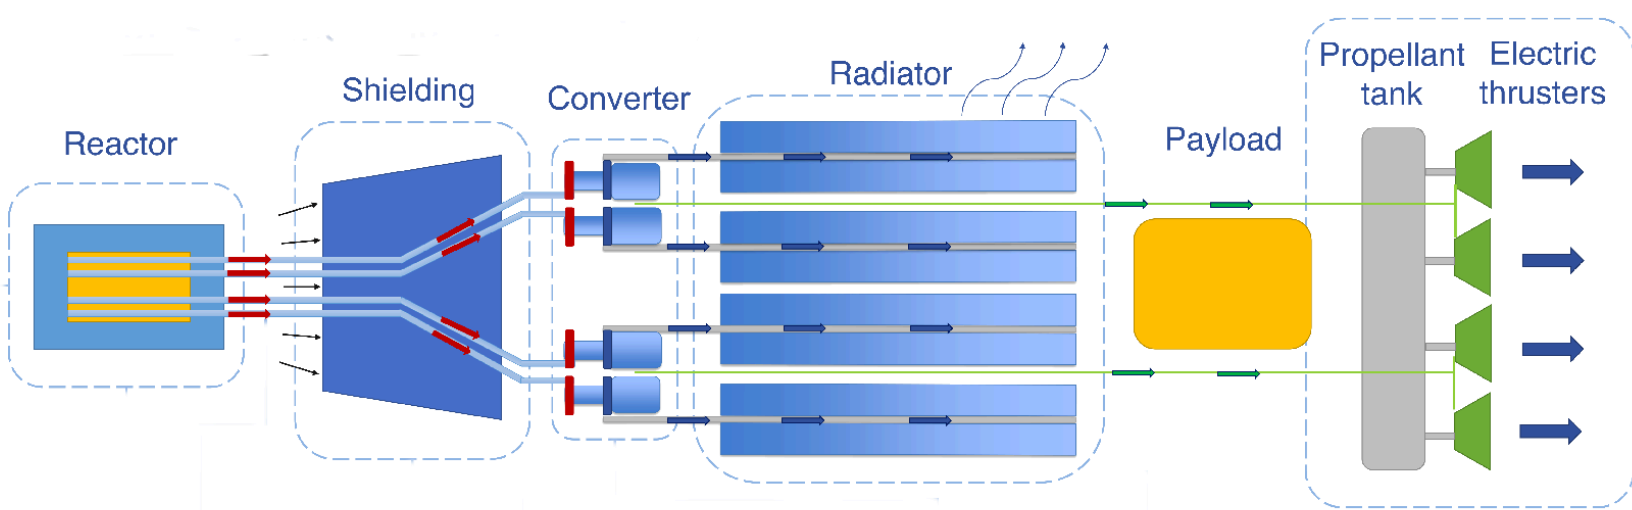 Reactor
Shielding
Converter
Radiator
Payload
Propellant
tank
Electric
thrusters